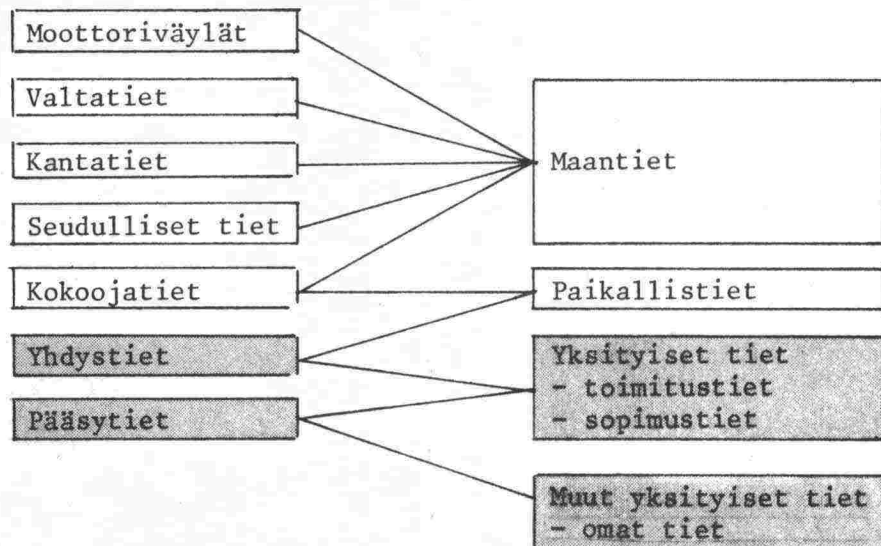 Moottoriväylät
Valtatiet
Kantatiet
Seudulliset tiet
Kokoojatiet
Yhdystiet
Pääsytiet
Maantiet
Paikallistiet
Yksityiset tiet
- toimitustiet
- sopimustiet
Muut yksityiset tiet
- omat tiet